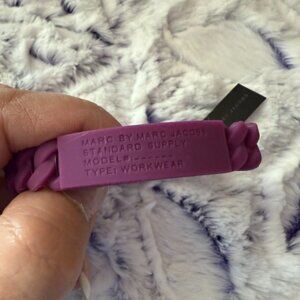 MARC BY MARC JACOBS
STANDARD SUPPLY
MODEL#:------
TYPE: WORKWEAR